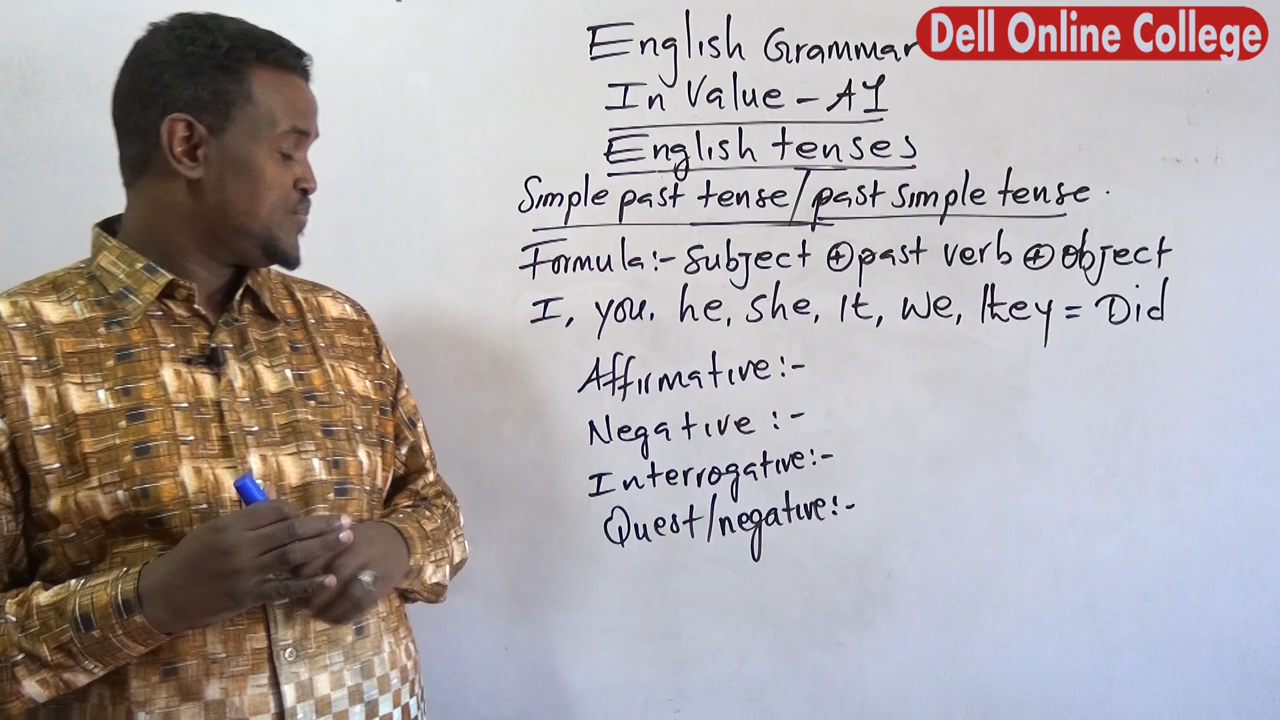 Dell Online College
English Grammar
In Value - A1
English tenses
Simple past tense/past simple tense.
Formula:- Subject ⊕ past verb ⊕ object
I, you. he, she, It, we, they = Did
Affirmative:-
Negative :-
Interrogative:-
Quest/negative:-